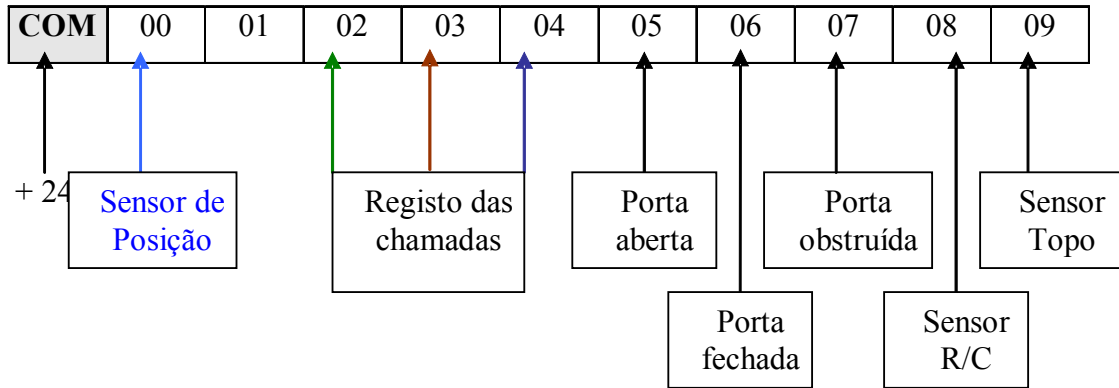 COM 00 01 02 03 04 05 06 07 08 09
+ 24
Sensor de
Posição
Registo das
chamadas
Porta
aberta
Porta
obstruída
Sensor
Topo
Porta
fechada
Sensor
R/C